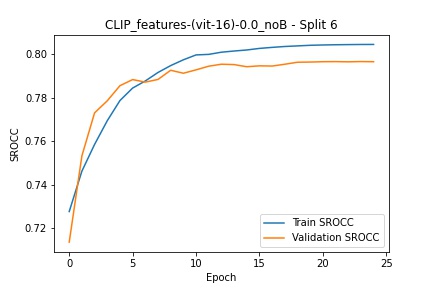 CLIP_features-(vit-16)-0.0_noB - Split 6
SROCC
0.80
0.78
0.76
0.74
0.72
0 5 10 15 20 25
Epoch
Train SROCC
Validation SROCC